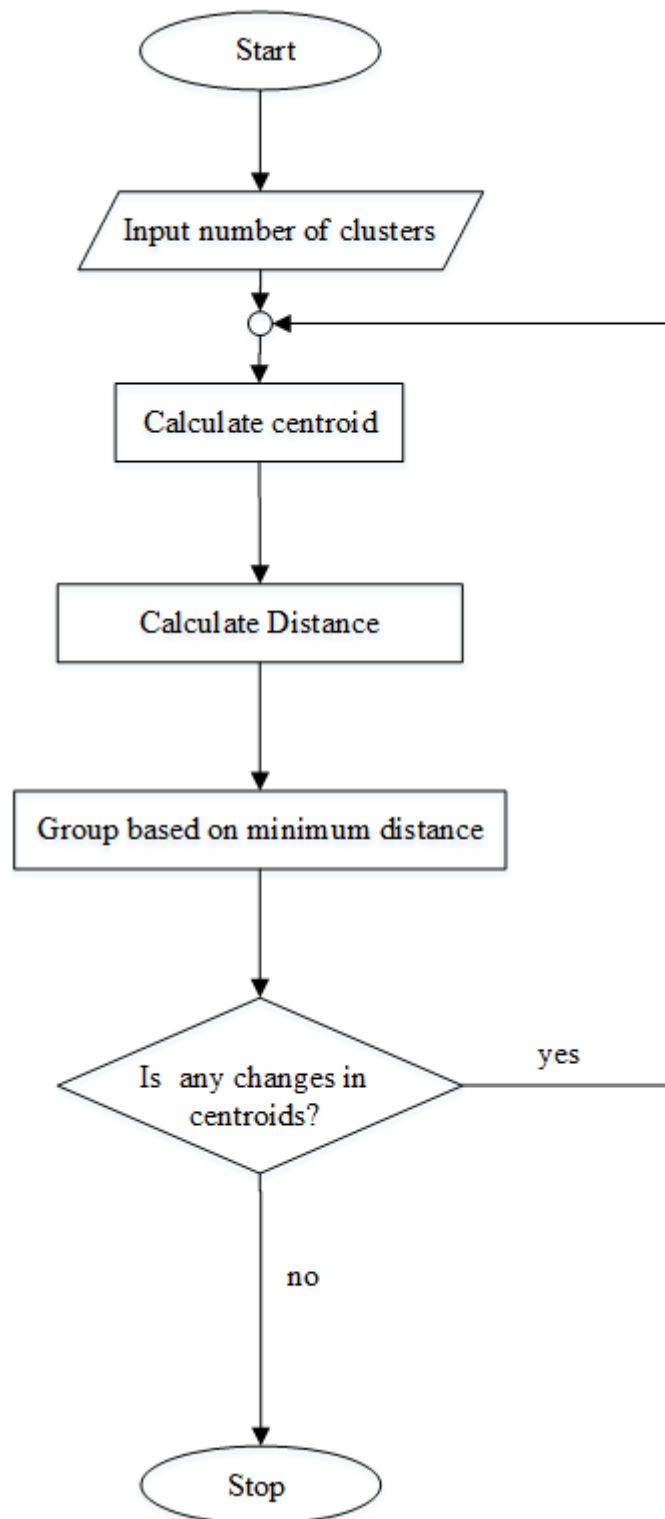 Start
Input number of clusters
Calculate centroid
Calculate Distance
Group based on minimum distance
Is any changes in
centroids?
yes
no
Stop